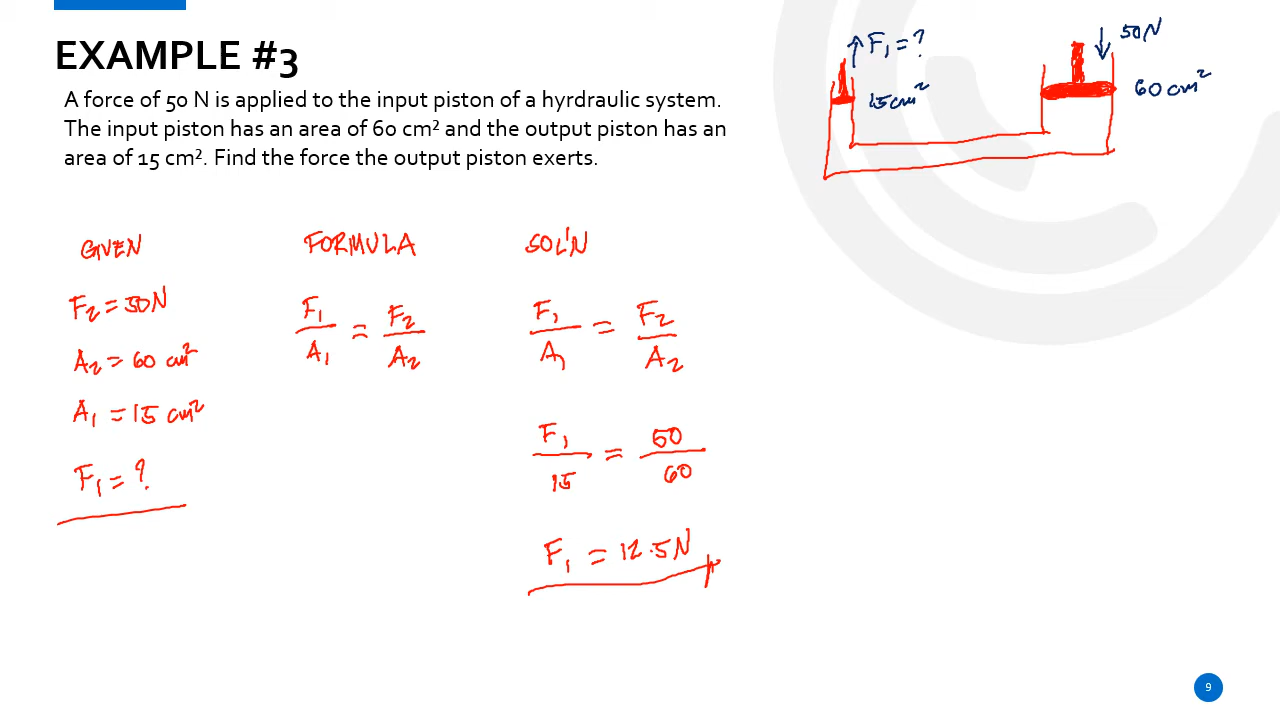 EXAMPLE #3
A force of 50 N is applied to the input piston of a hyrdraulic system.
The input piston has an area of 60 cm² and the output piston has an
area of 15 cm². Find the force the output piston exerts.
F₁ = ?
50N
15cm²
60 cm²
GIVEN
F₂ = 50N
A₂ = 60 cm²
A₁ = 15 cm²
F₁ = ?
FORMULA
F₁/A₁ = F₂/A₂
SOL'N
F₁/A₁ = F₂/A₂
F₁/15 = 50/60
F₁ = 12.5N
9